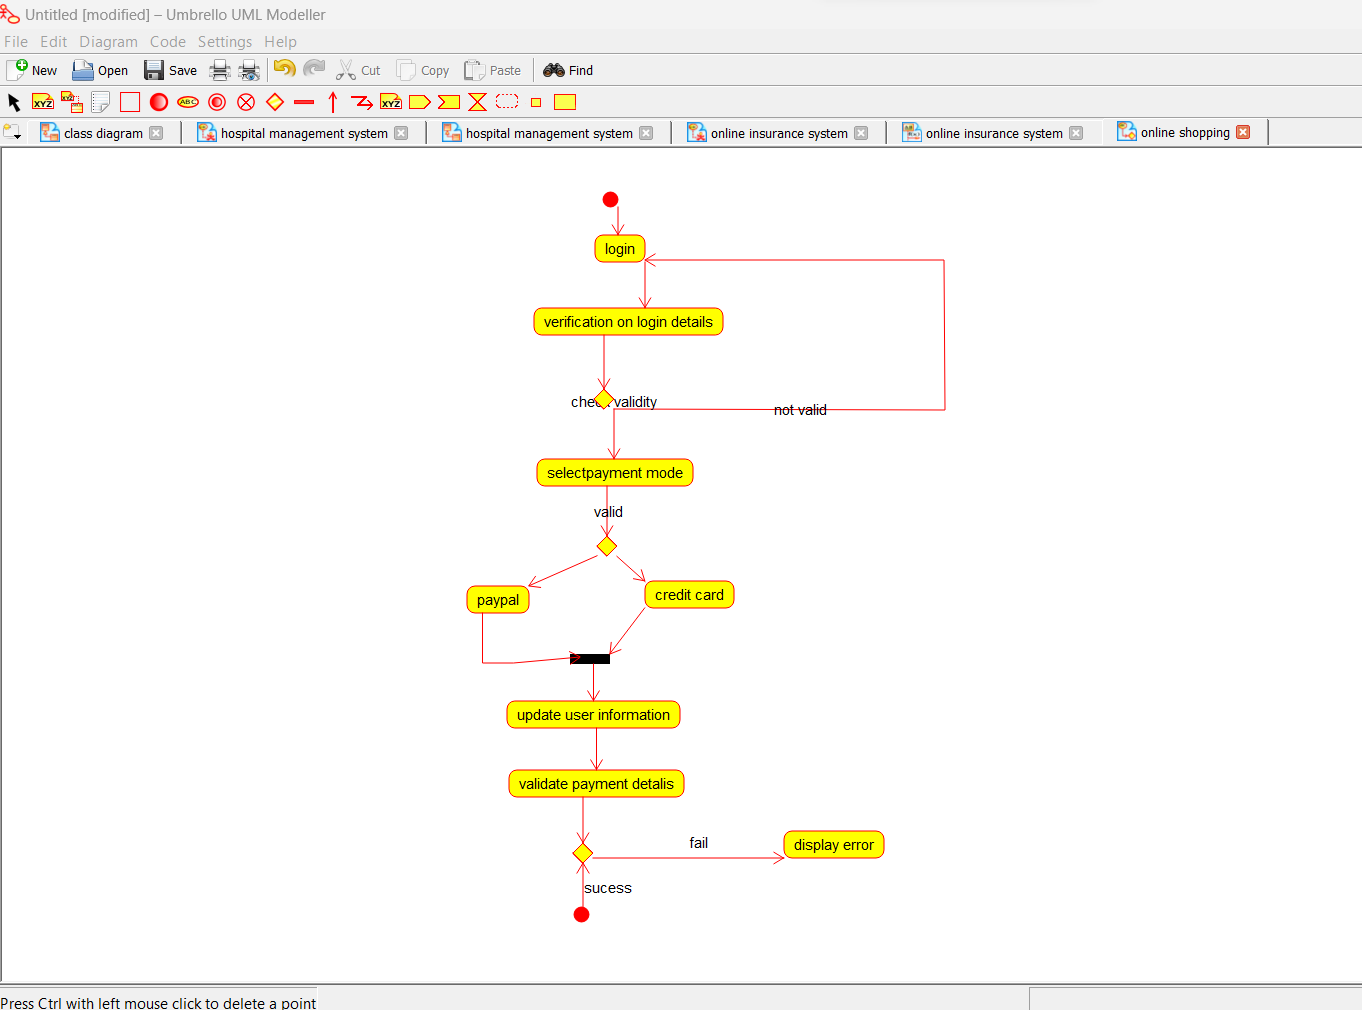 Untitled [modified] – Umbrello UML Modeller
File Edit Diagram Code Settings Help
New Open Save Cut Copy Paste Find
XYZ XYZ ABC XYZ
class diagram hospital management system hospital management system online insurance system online insurance system online shopping
login
verification on login details
check validity
not valid
selectpayment mode
valid
paypal
credit card
update user information
validate payment detalis
fail
display error
sucess
Press Ctrl with left mouse click to delete a point